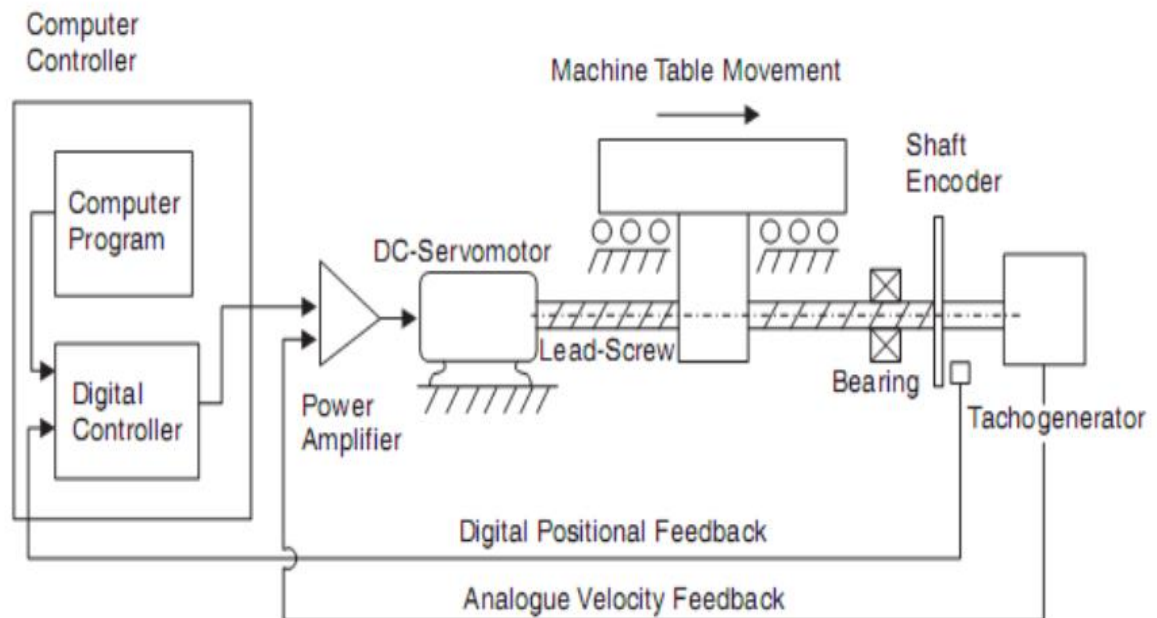 Computer
Controller
Machine Table Movement
Shaft
Encoder
Computer
Program
DC-Servomotor
Lead-Screw
Bearing
Digital
Controller
Power
Amplifier
Tachogenerator
Digital Positional Feedback
Analogue Velocity Feedback